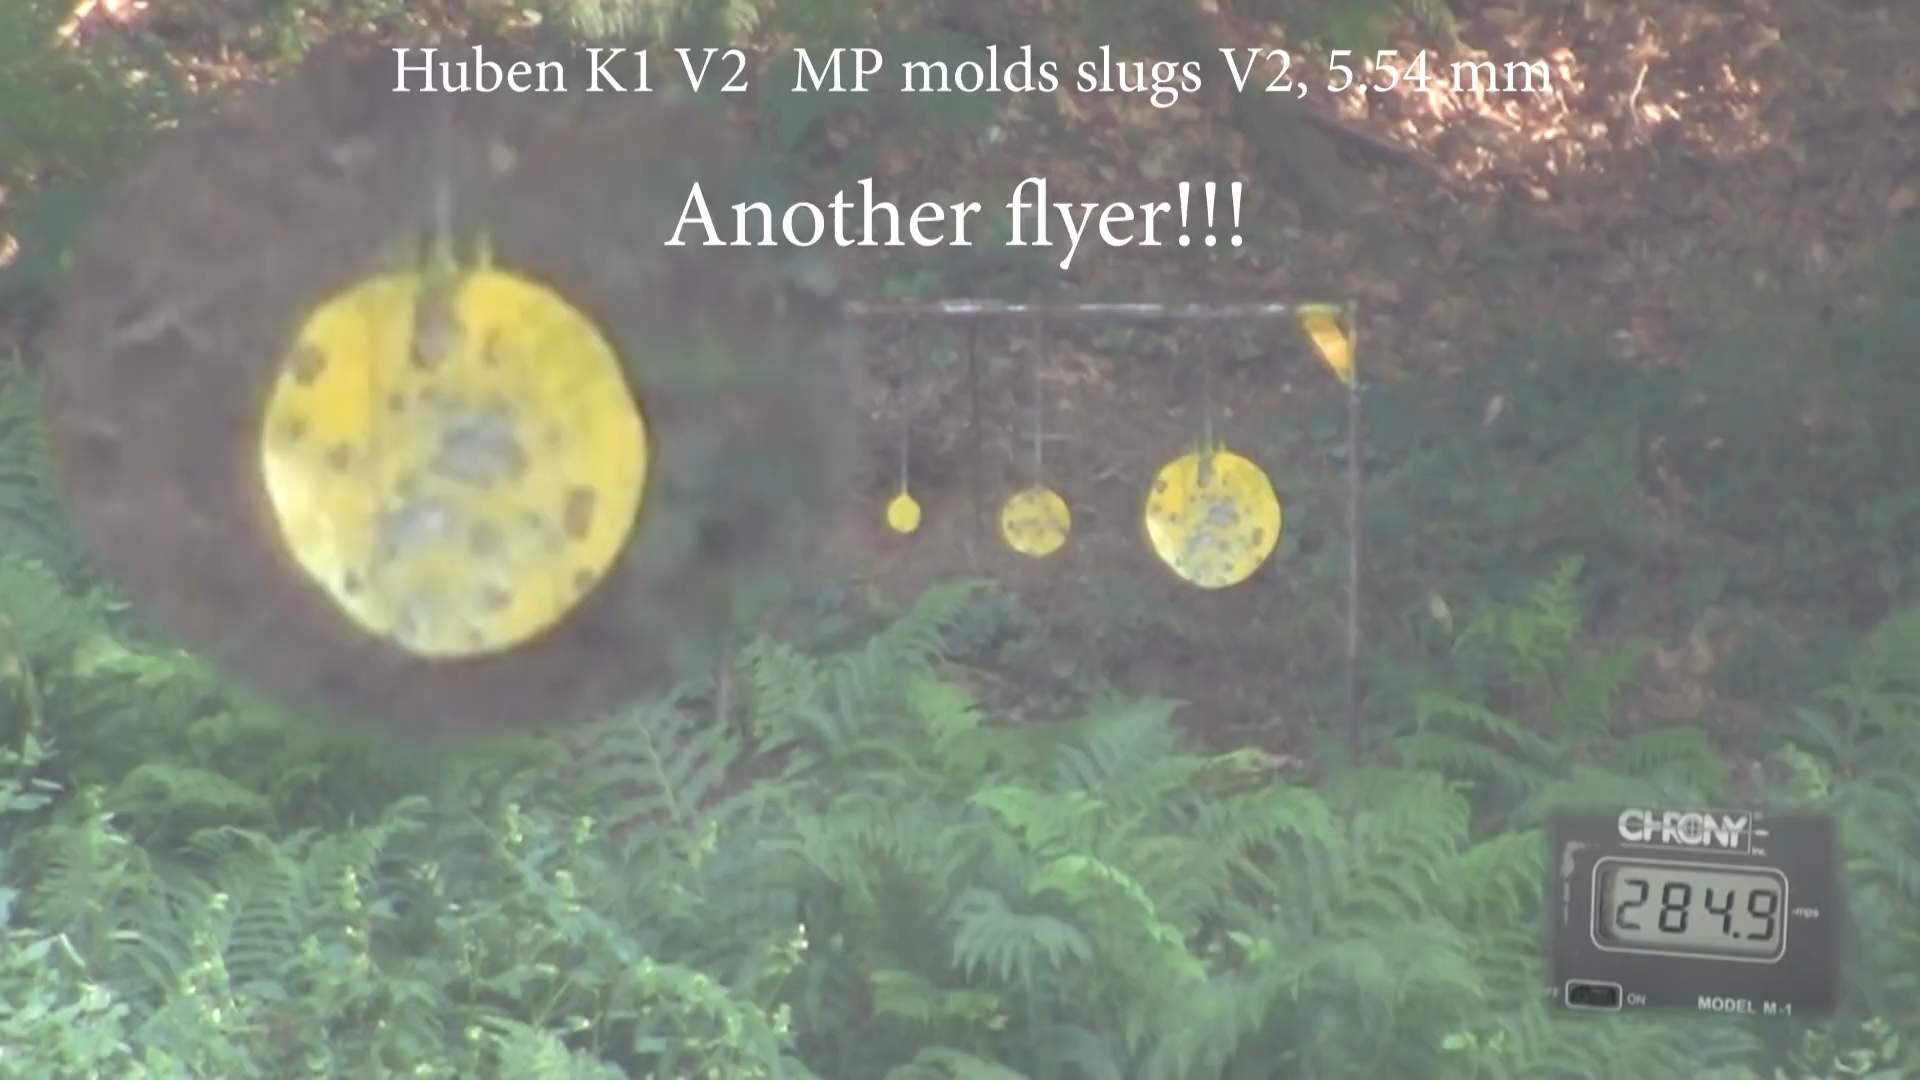 Huben K1 V2 MP molds slugs V2, 5.54 mm
Another flyer!!!
CHRONY
284.9
mps
ON
MODEL M-1